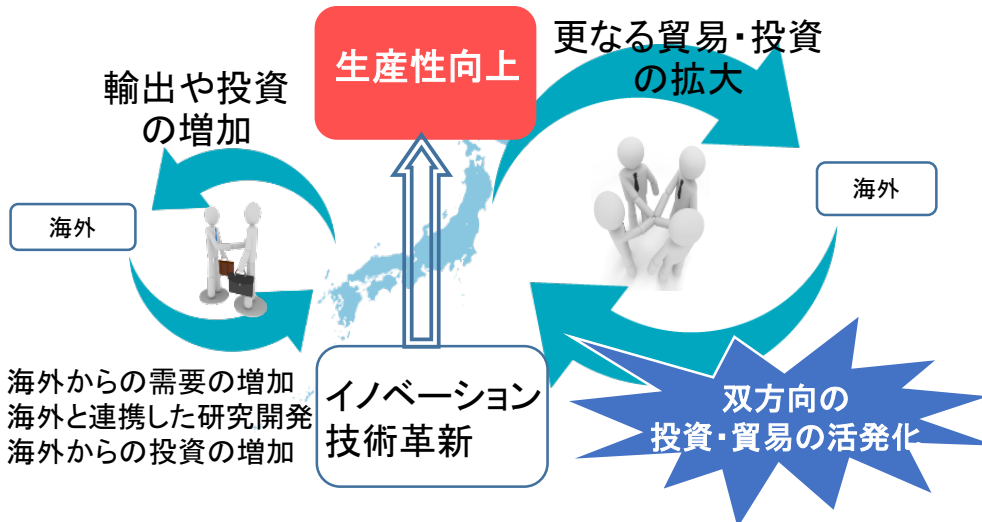 生産性向上
更なる貿易・投資
の拡大
輸出や投資
の増加
海外
海外
海外からの需要の増加
海外と連携した研究開発
海外からの投資の増加
イノベーション
技術革新
双方向の
投資・貿易の活発化